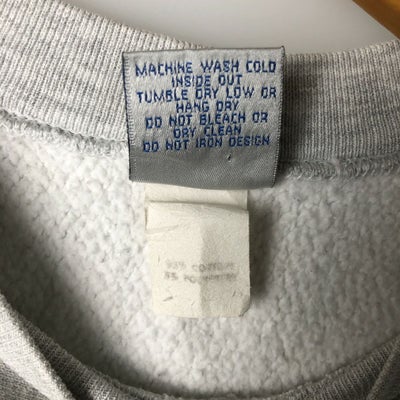 MACHINE WASH COLD
INSIDE OUT
TUMBLE DRY LOW OR
HANG DRY
DO NOT BLEACH OR
DRY CLEAN
DO NOT IRON DESIGN
COTTON